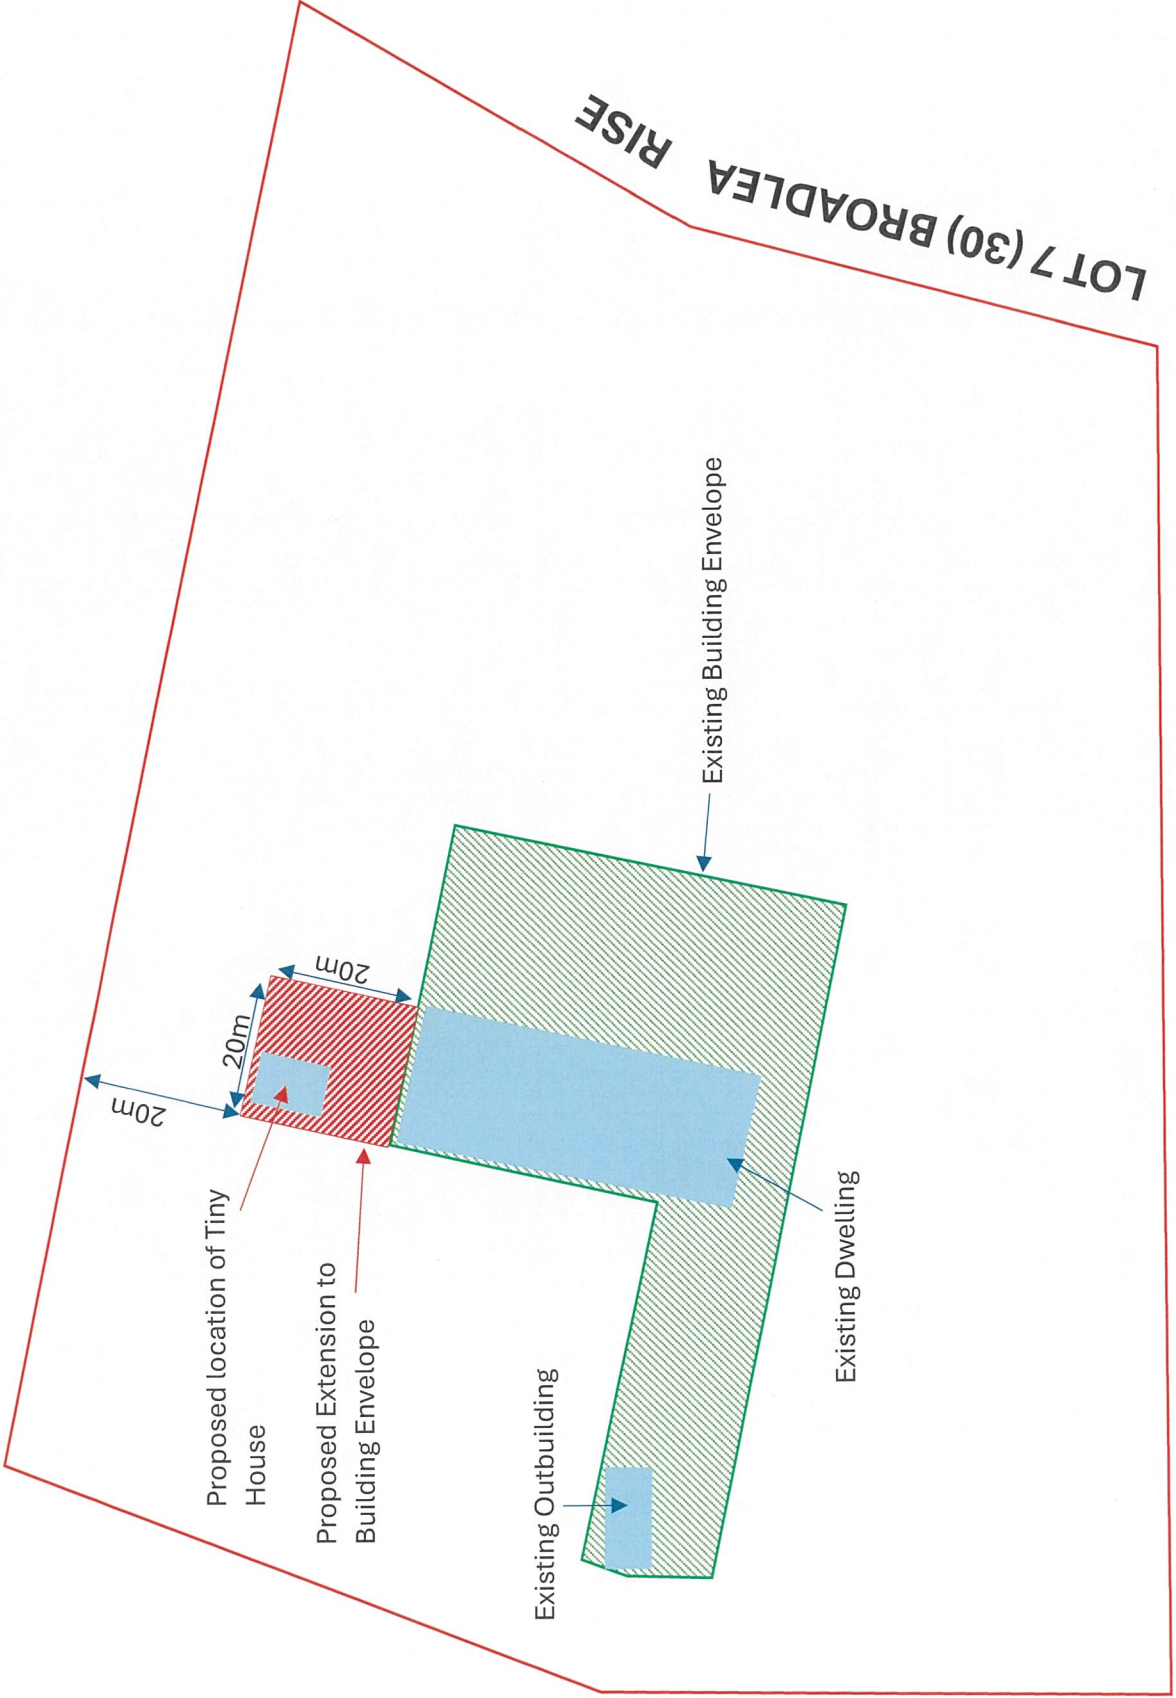 LOT 7 (30) BROADLEA RISE
20m
20m
20m
Proposed location of Tiny
House
Proposed Extension to
Building Envelope
Existing Building Envelope
Existing Outbuilding
Existing Dwelling